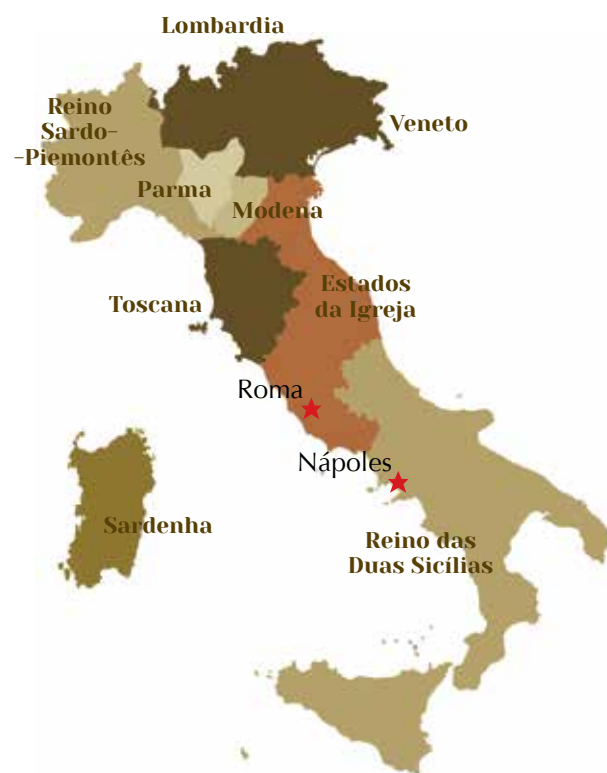 Lombardia
Reino
Sardo-
-Piemontês
Veneto
Parma
Modena
Toscana
Estados
da Igreja
Roma
Nápoles
Sardenha
Reino das
Duas Sicílias